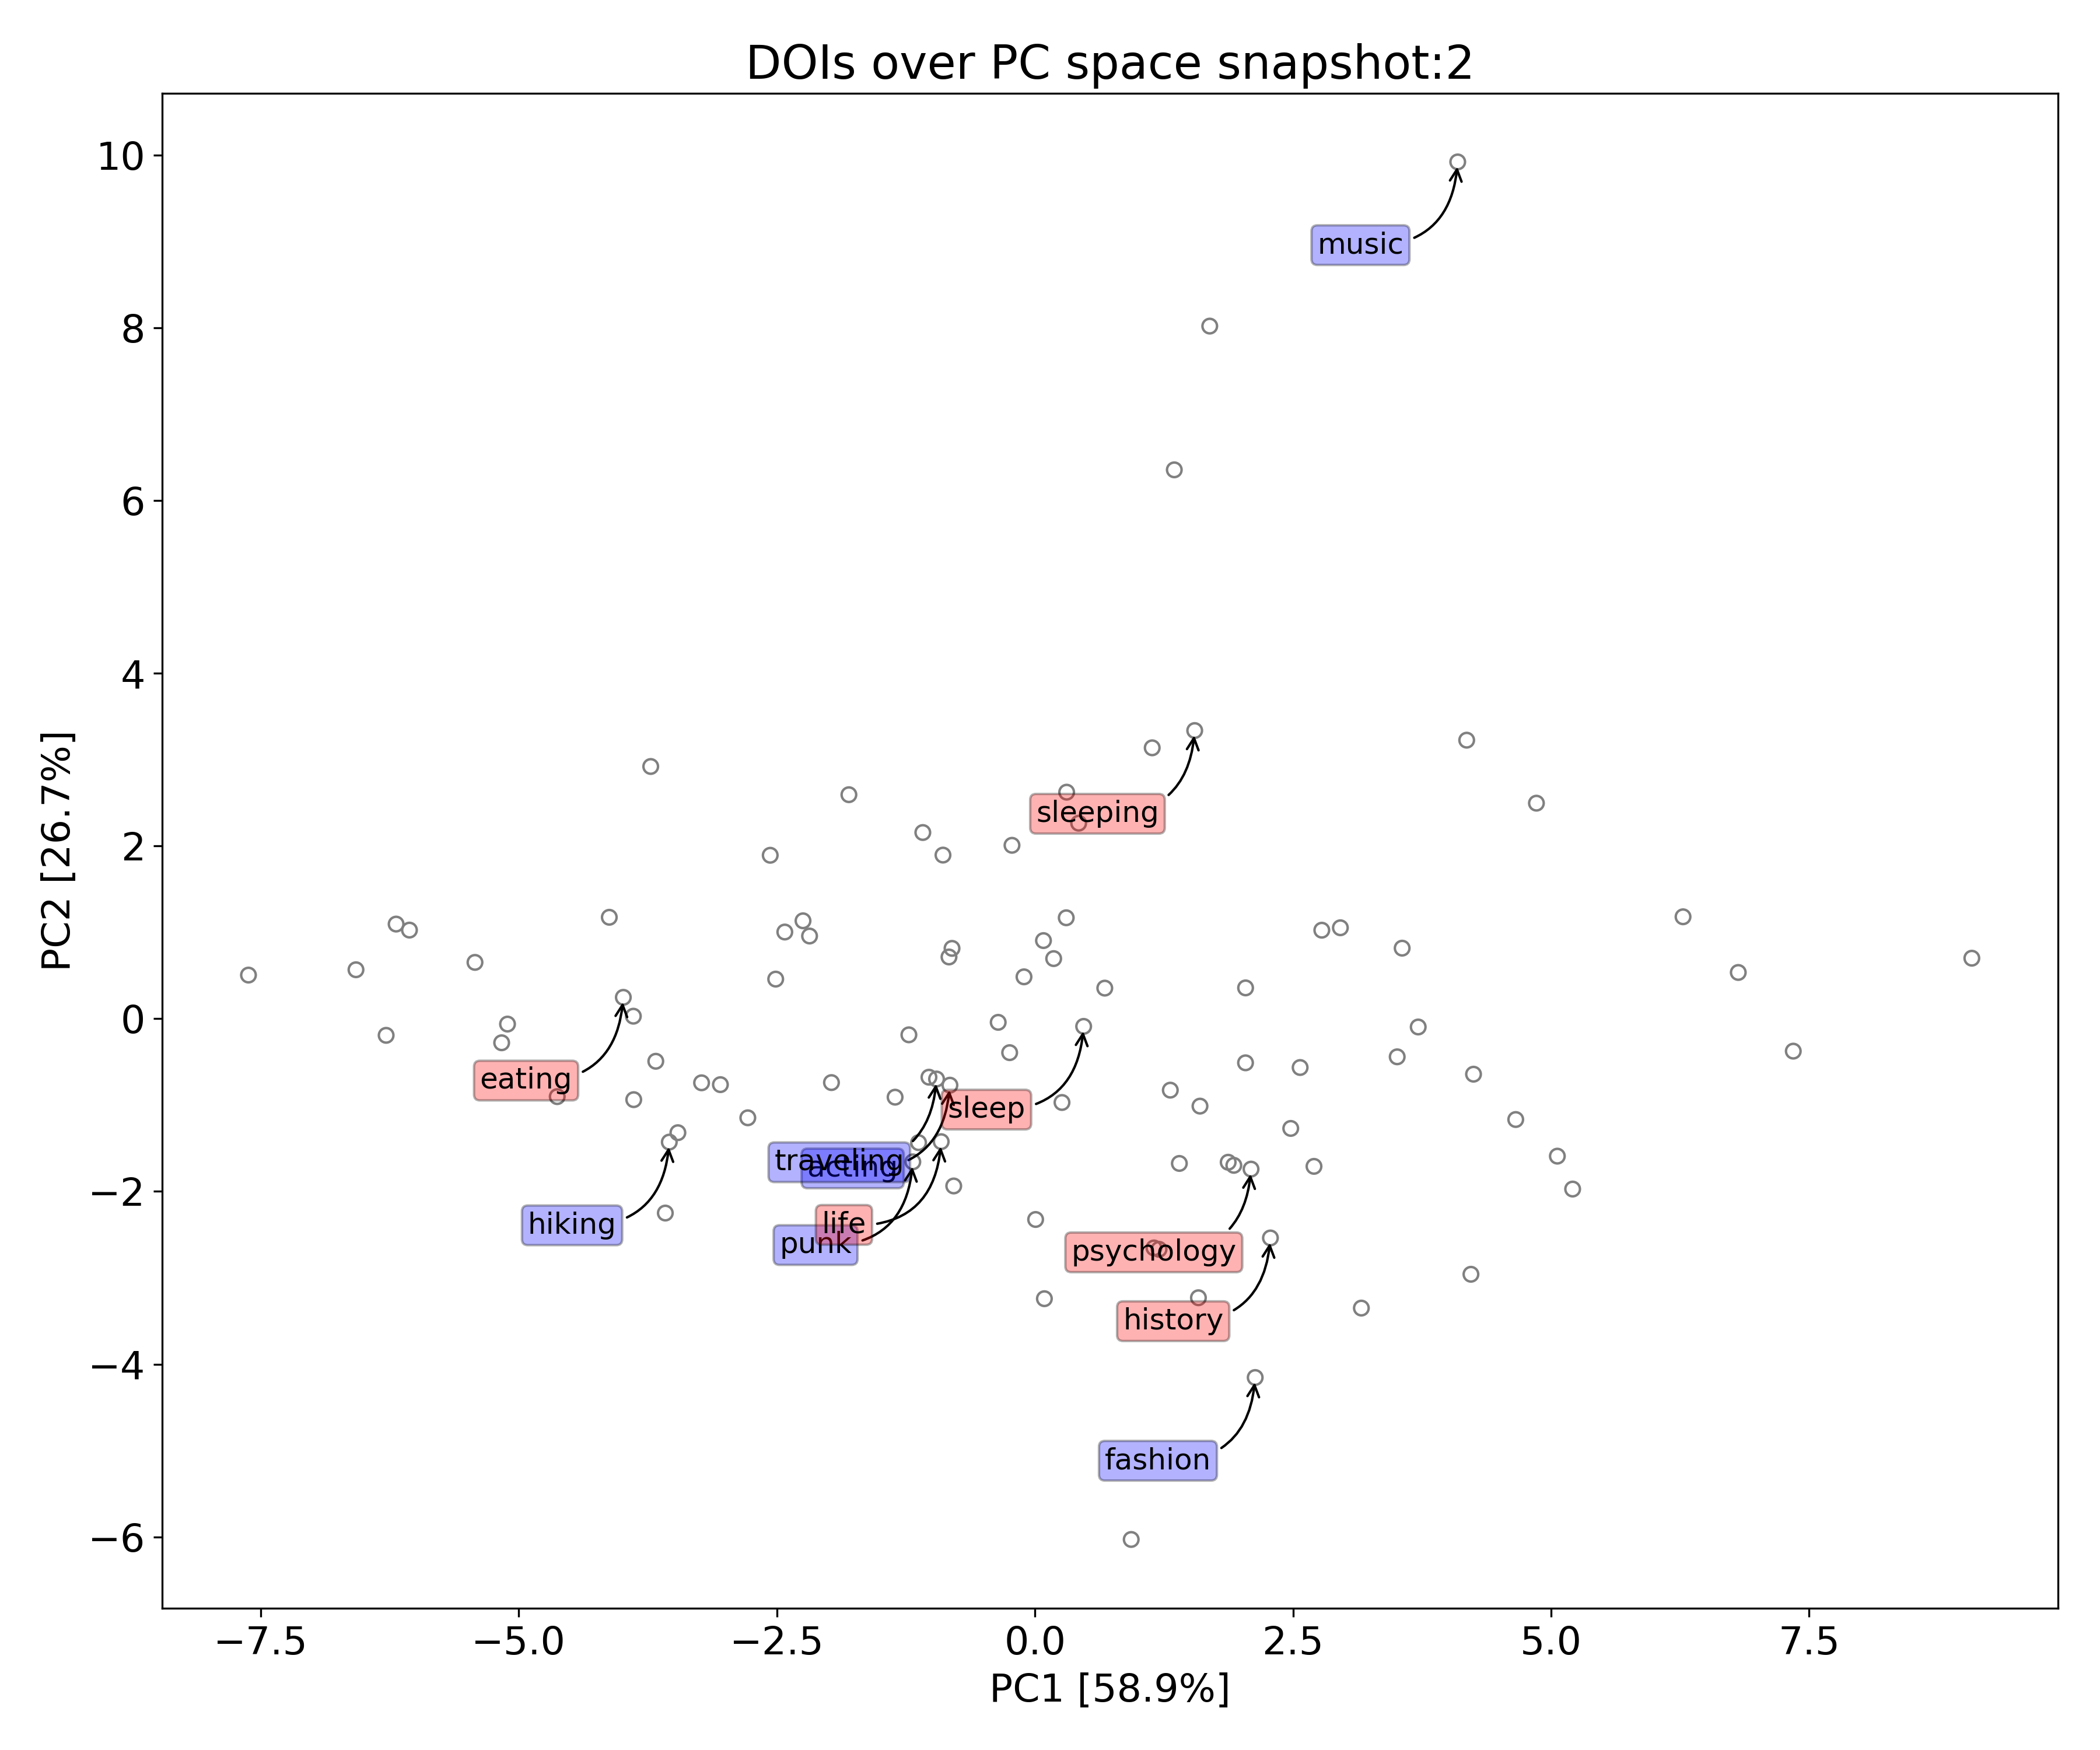 DOIs over PC space snapshot:2
10
music
8
6
4
sleeping
2
0
eating
sleep
traveling
acting
−2
hiking
life
punk
psychology
history
−4
fashion
−6
−7.5 −5.0 −2.5 0.0 2.5 5.0 7.5
PC1 [58.9%]
PC2 [26.7%]